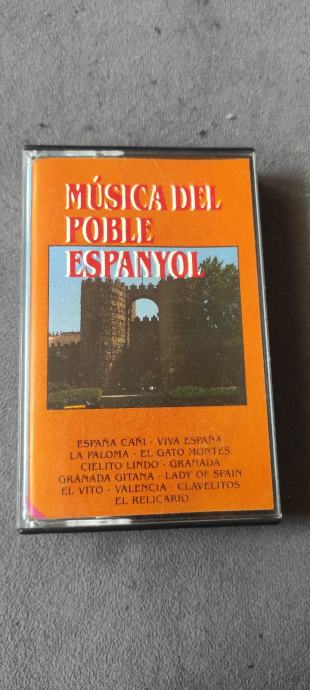 MÚSICA DEL
POBLE
ESPANYOL
ESPAÑA CAÑI - VIVA ESPAÑA
LA PALOMA - EL GATO MONTES
CIELITO LINDO - GRANADA
GRANADA GITANA - LADY OF SPAIN
EL VITO - VALENCIA - CLAVELITOS
EL RELICARIO